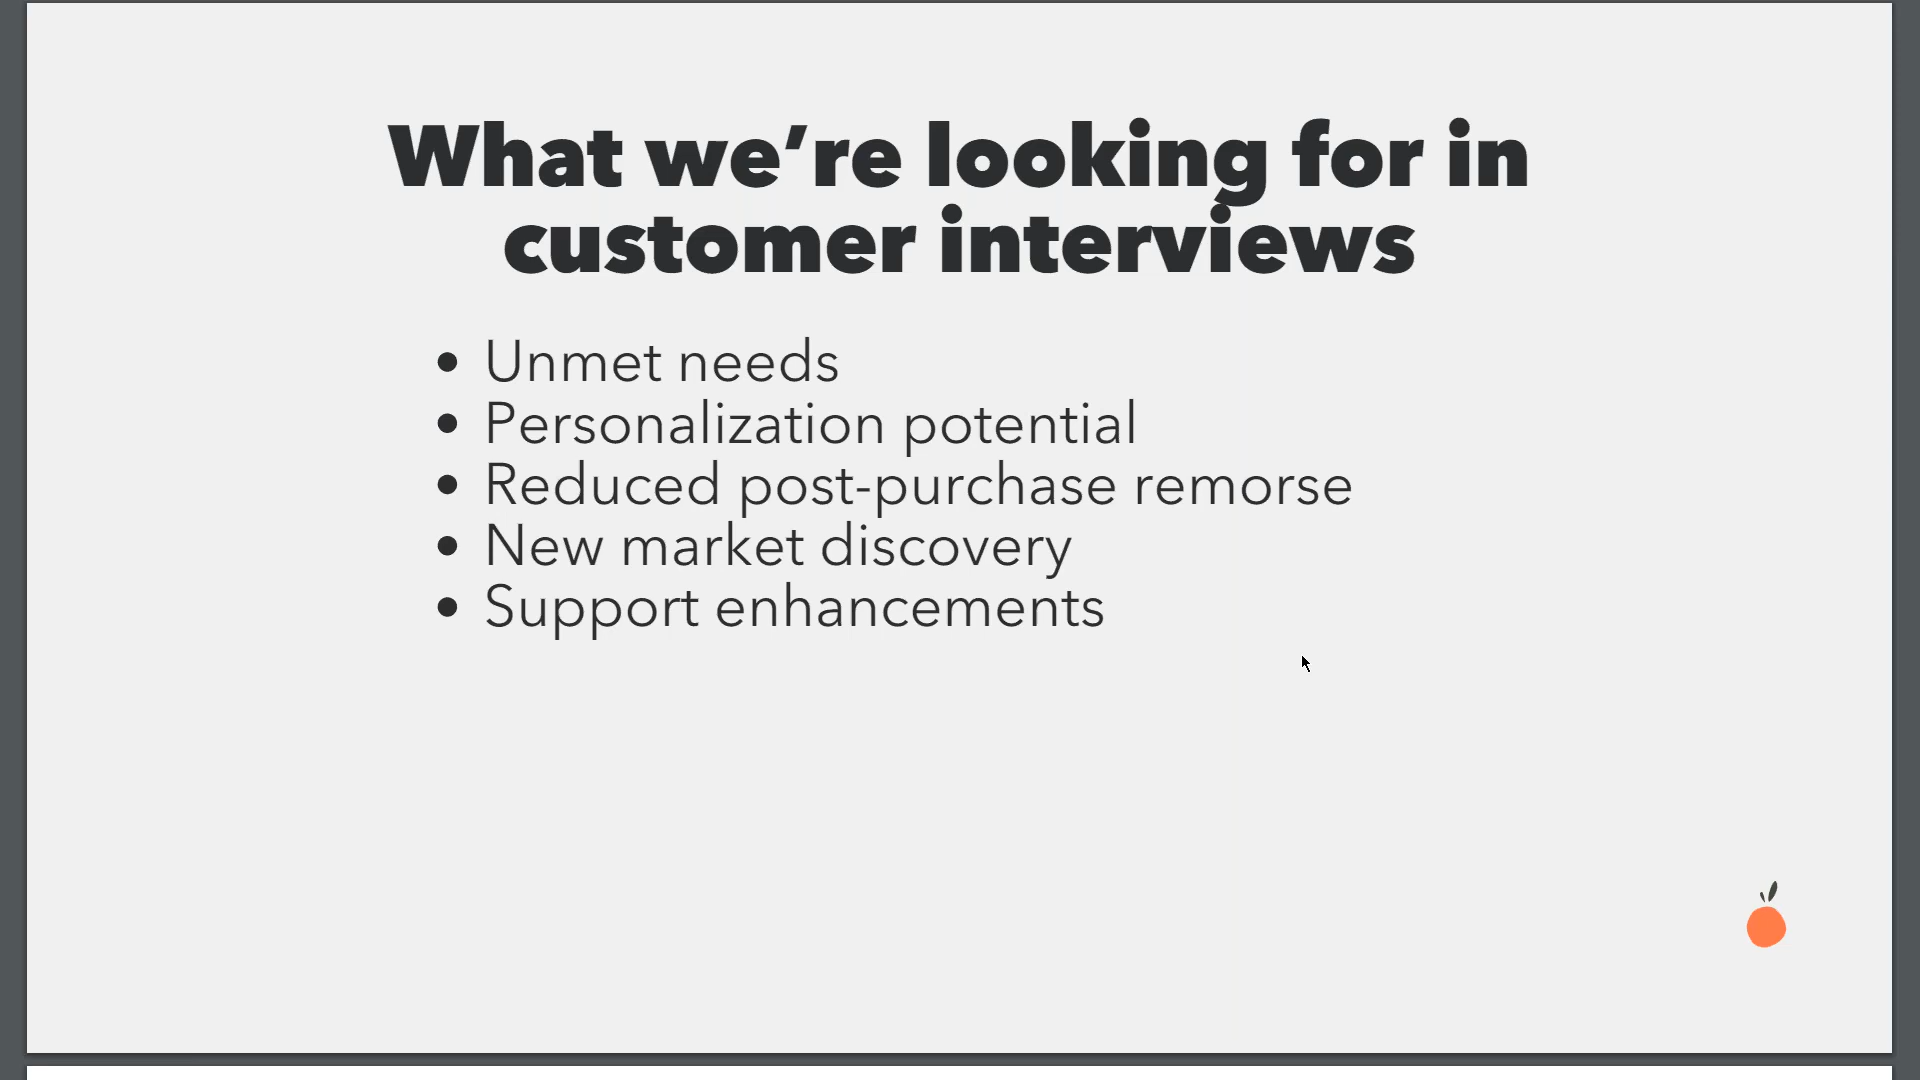 What we’re looking for in
customer interviews
• Unmet needs
• Personalization potential
• Reduced post-purchase remorse
• New market discovery
• Support enhancements